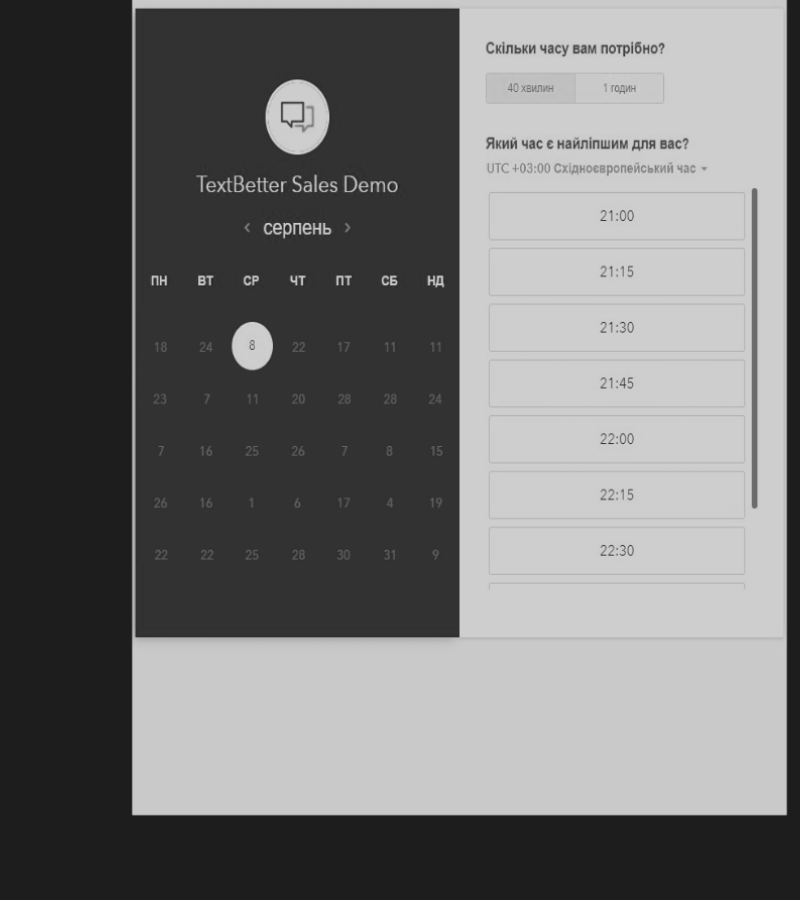 TextBetter Sales Demo
‹ серпень ›
ПН ВТ СР ЧТ ПТ СБ НД
18 24 8 22 17 11 11
23 7 11 20 28 28 24
7 16 25 26 7 8 15
26 16 1 6 17 4 19
22 22 25 28 30 31 9
Скільки часу вам потрібно?
40 хвилин 1 годин
Який час є найліпшим для вас?
UTC +03:00 Східноєвропейський час
21:00
21:15
21:30
21:45
22:00
22:15
22:30